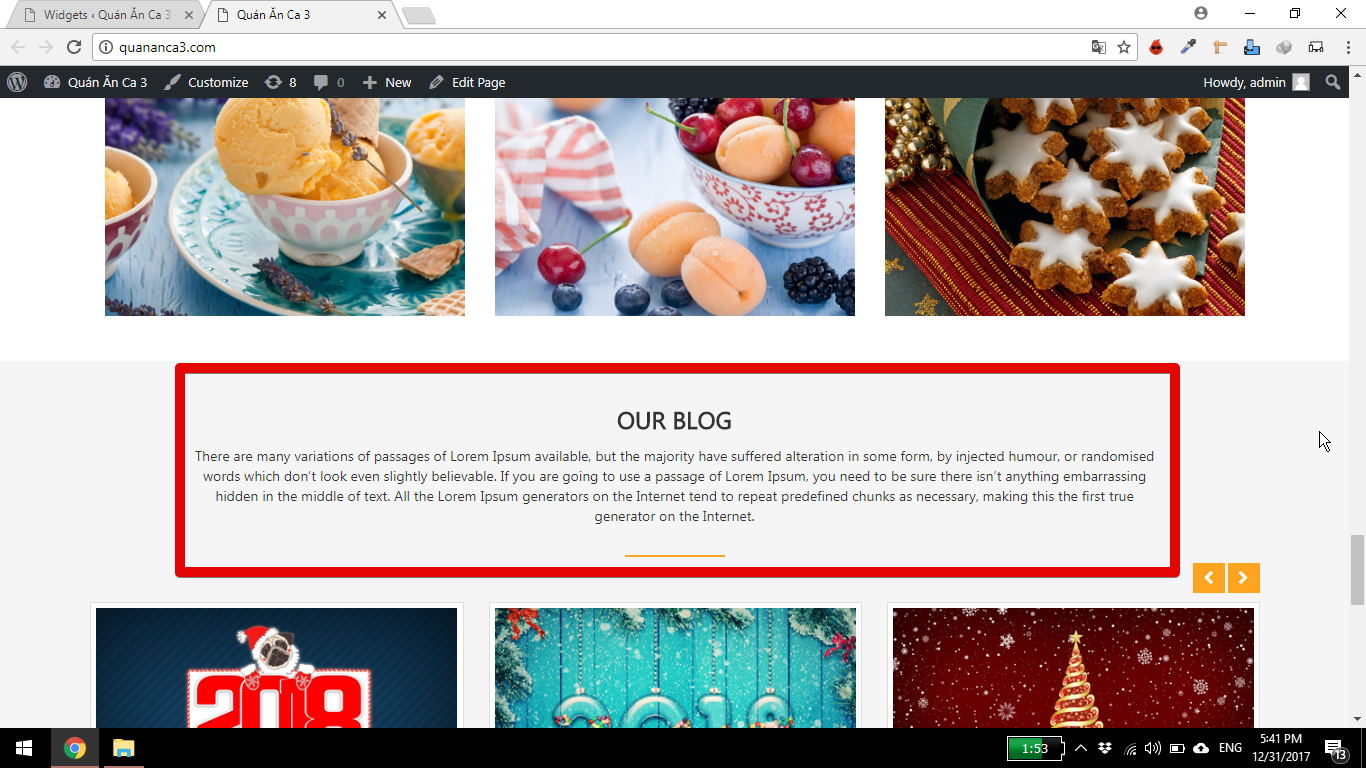 Widgets ‹ Quán Ăn Ca 3
Quán Ăn Ca 3
quananca3.com
Quán Ăn Ca 3
Customize
8
0
New
Edit Page
Howdy, admin
OUR BLOG
There are many variations of passages of Lorem Ipsum available, but the majority have suffered alteration in some form, by injected humour, or randomised
words which don’t look even slightly believable. If you are going to use a passage of Lorem Ipsum, you need to be sure there isn’t anything embarrassing
hidden in the middle of text. All the Lorem Ipsum generators on the Internet tend to repeat predefined chunks as necessary, making this the first true
generator on the Internet.
2018
2018
1:53
ENG
5:41 PM
12/31/2017
13